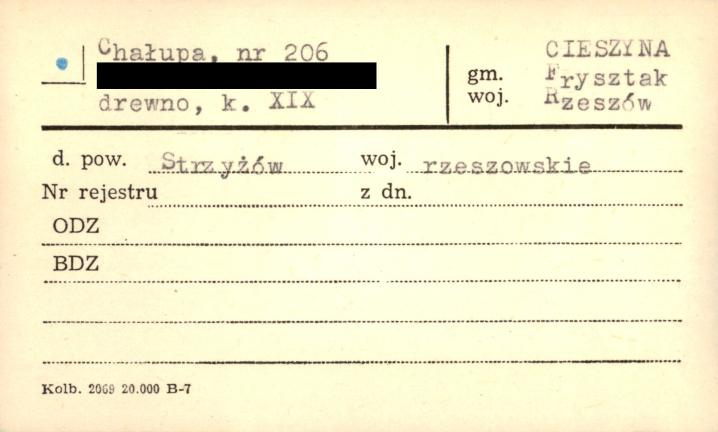 Chałupa, nr 206
drewno, k. XIX
CIESZYNA
gm. Frysztak
woj. Rzeszów
d. pow. Strzyżów woj. rzeszowskie
Nr rejestru z dn.
ODZ
BDZ
Kolb. 2069 20.000 B-7